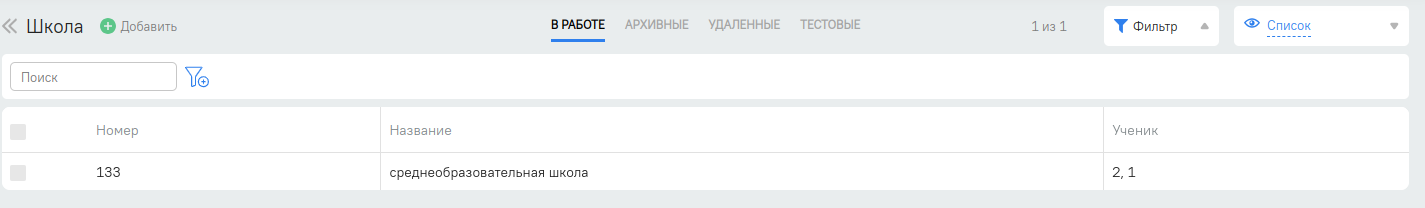 Школа Добавить В РАБОТЕ АРХИВНЫЕ УДАЛЕННЫЕ ТЕСТОВЫЕ 1 из 1 Фильтр Список
Поиск
Номер Название Ученик
133 среднеобразовательная школа 2, 1